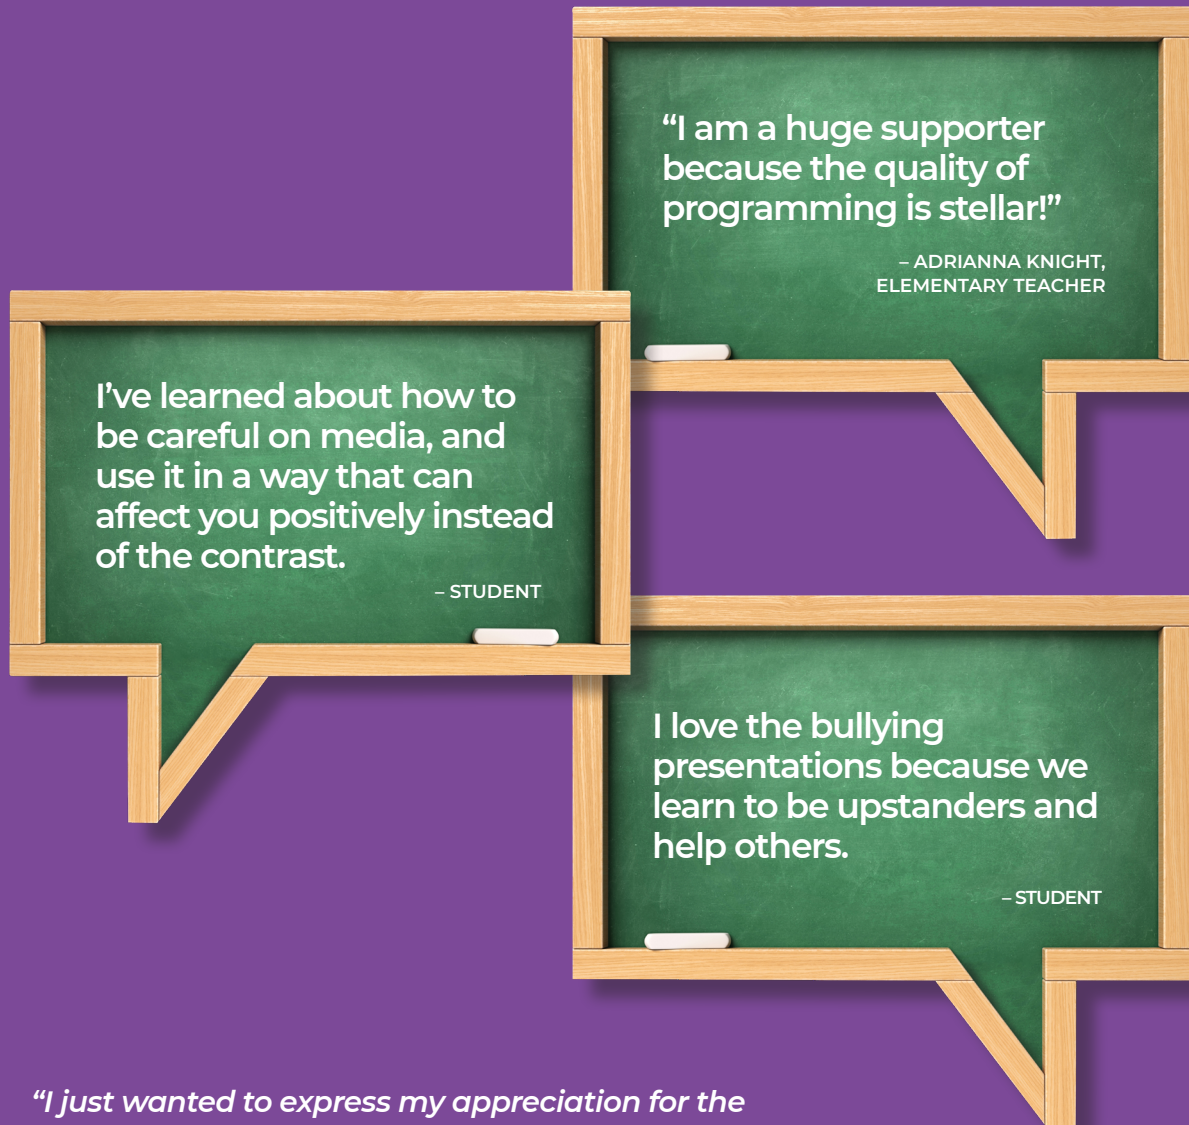 “I am a huge supporter
because the quality of
programming is stellar!”
– ADRIANNA KNIGHT,
ELEMENTARY TEACHER
I’ve learned about how to
be careful on media, and
use it in a way that can
affect you positively instead
of the contrast.
– STUDENT
I love the bullying
presentations because we
learn to be upstanders and
help others.
– STUDENT
“I just wanted to express my appreciation for the